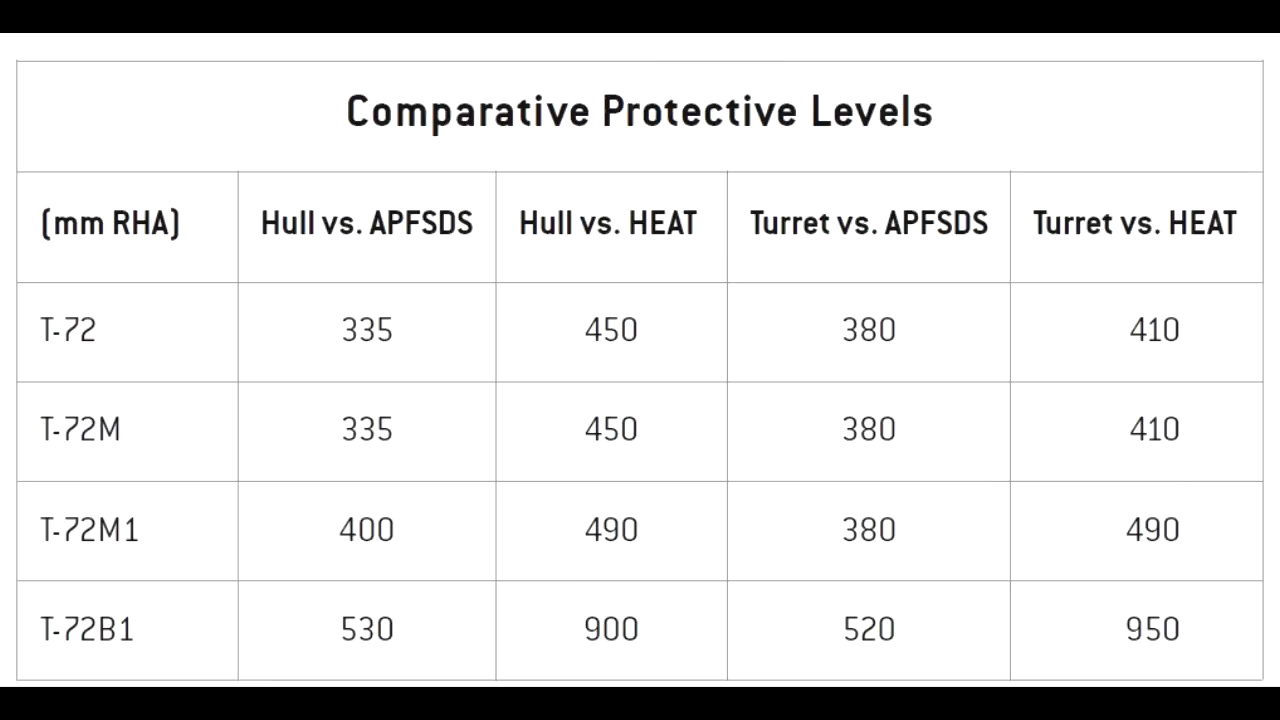 Comparative Protective Levels
(mm RHA) Hull vs. APFSDS Hull vs. HEAT Turret vs. APFSDS Turret vs. HEAT
T-72 335 450 380 410
T-72M 335 450 380 410
T-72M1 400 490 380 490
T-72B1 530 900 520 950